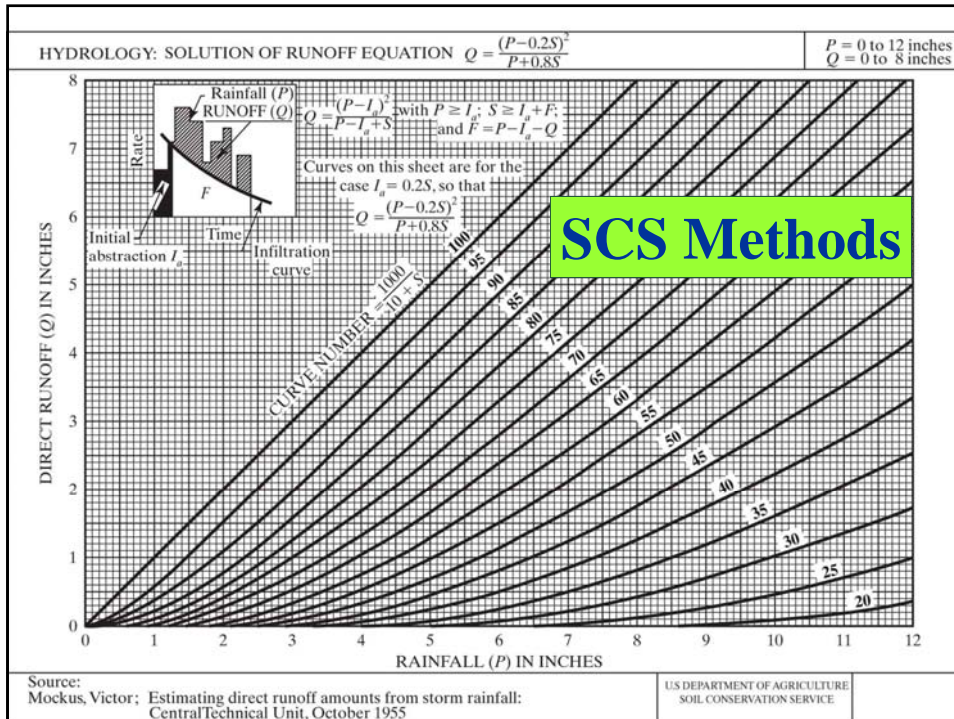 HYDROLOGY: SOLUTION OF RUNOFF EQUATION Q = (P−0.2S)² / P+0.8S
P = 0 to 12 inches
Q = 0 to 8 inches
Rainfall (P)
RUNOFF (Q)
Rate
F
Time
Initial
abstraction Iₐ
Infiltration
curve
Q = (P−Iₐ)² / P−Iₐ+S with P ≥ Iₐ; S ≥ Iₐ+F;
and F = P−Iₐ−Q
Curves on this sheet are for the
case Iₐ = 0.2S, so that
Q = (P−0.2S)² / P+0.8S
SCS Methods
CURVE NUMBER = 1000 / 10 + S
100
95
90
85
80
75
70
65
60
55
50
45
40
35
30
25
20
DIRECT RUNOFF (Q) IN INCHES
8
7
6
5
4
3
2
1
0
0 1 2 3 4 5 6 7 8 9 10 11 12
RAINFALL (P) IN INCHES
Source:
Mockus, Victor; Estimating direct runoff amounts from storm rainfall:
CentralTechnical Unit, October 1955
U.S DEPARTMENT OF AGRICULTURE
SOIL CONSERVATION SERVICE